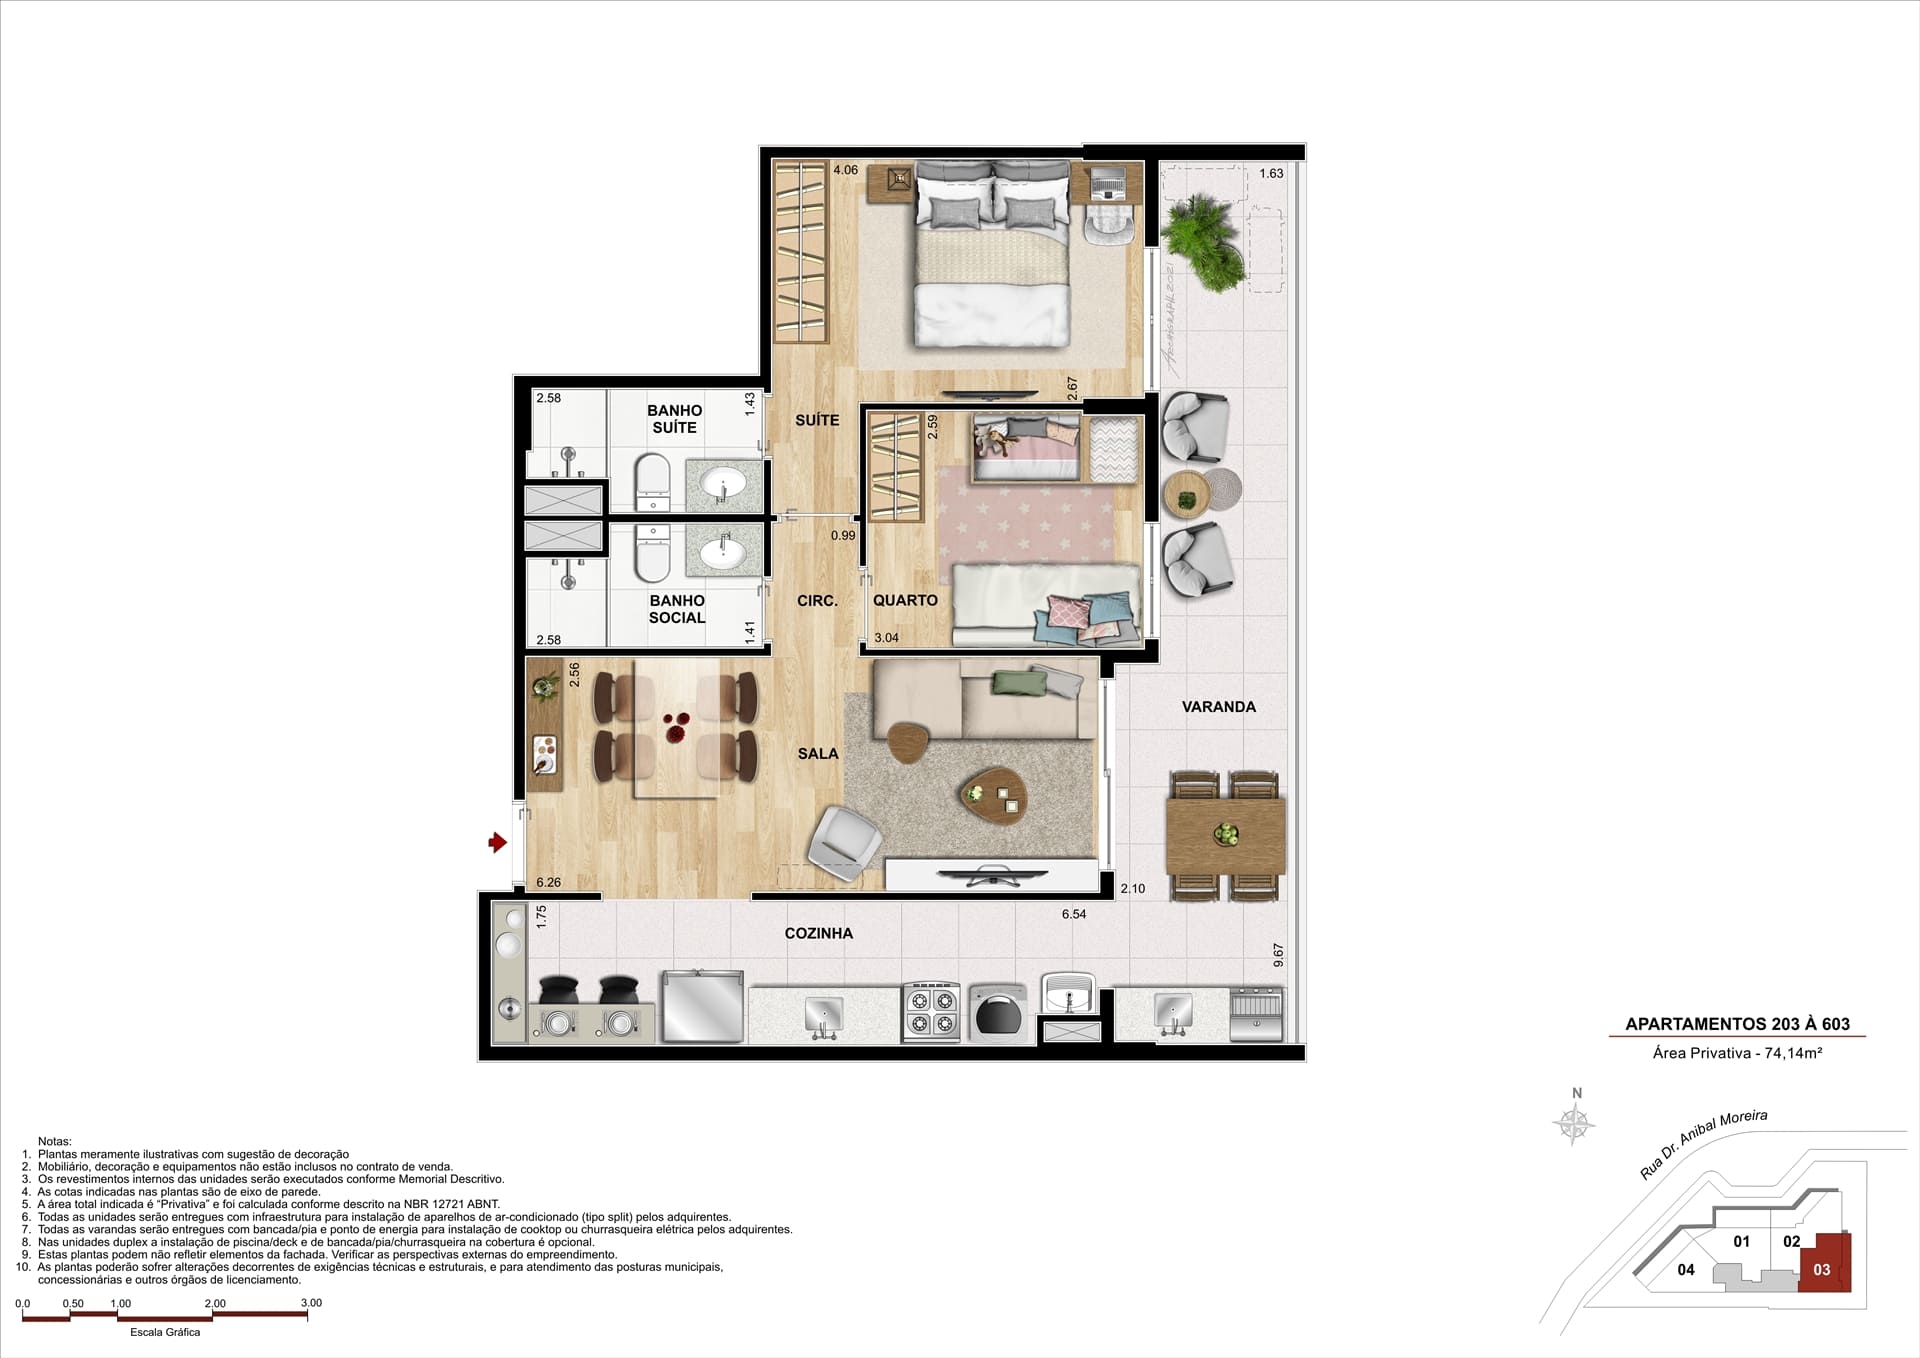 4.06
1.63
ARCHIGRAPH 2021
2.67
2.58
BANHO
SUÍTE
1.43
SUÍTE
2.59
0.99
BANHO
SOCIAL
CIRC.
QUARTO
2.58
1.41
3.04
2.56
VARANDA
SALA
6.26
2.10
1.75
6.54
COZINHA
9.67
APARTAMENTOS 203 À 603
Área Privativa - 74,14m²
N
Rua Dr. Anibal Moreira
01
02
03
04
Notas:
1. Plantas meramente ilustrativas com sugestão de decoração
2. Mobiliário, decoração e equipamentos não estão inclusos no contrato de venda.
3. Os revestimentos internos das unidades serão executados conforme Memorial Descritivo.
4. As cotas indicadas nas plantas são de eixo de parede.
5. A área total indicada é “Privativa” e foi calculada conforme descrito na NBR 12721 ABNT.
6. Todas as unidades serão entregues com infraestrutura para instalação de aparelhos de ar-condicionado (tipo split) pelos adquirentes.
7. Todas as varandas serão entregues com bancada/pia e ponto de energia para instalação de cooktop ou churrasqueira elétrica pelos adquirentes.
8. Nas unidades duplex a instalação de piscina/deck e de bancada/pia/churrasqueira na cobertura é opcional.
9. Estas plantas podem não refletir elementos da fachada. Verificar as perspectivas externas do empreendimento.
10. As plantas poderão sofrer alterações decorrentes de exigências técnicas e estruturais, e para atendimento das posturas municipais,
concessionárias e outros órgãos de licenciamento.
0.0 0.50 1.00 2.00 3.00
Escala Gráfica